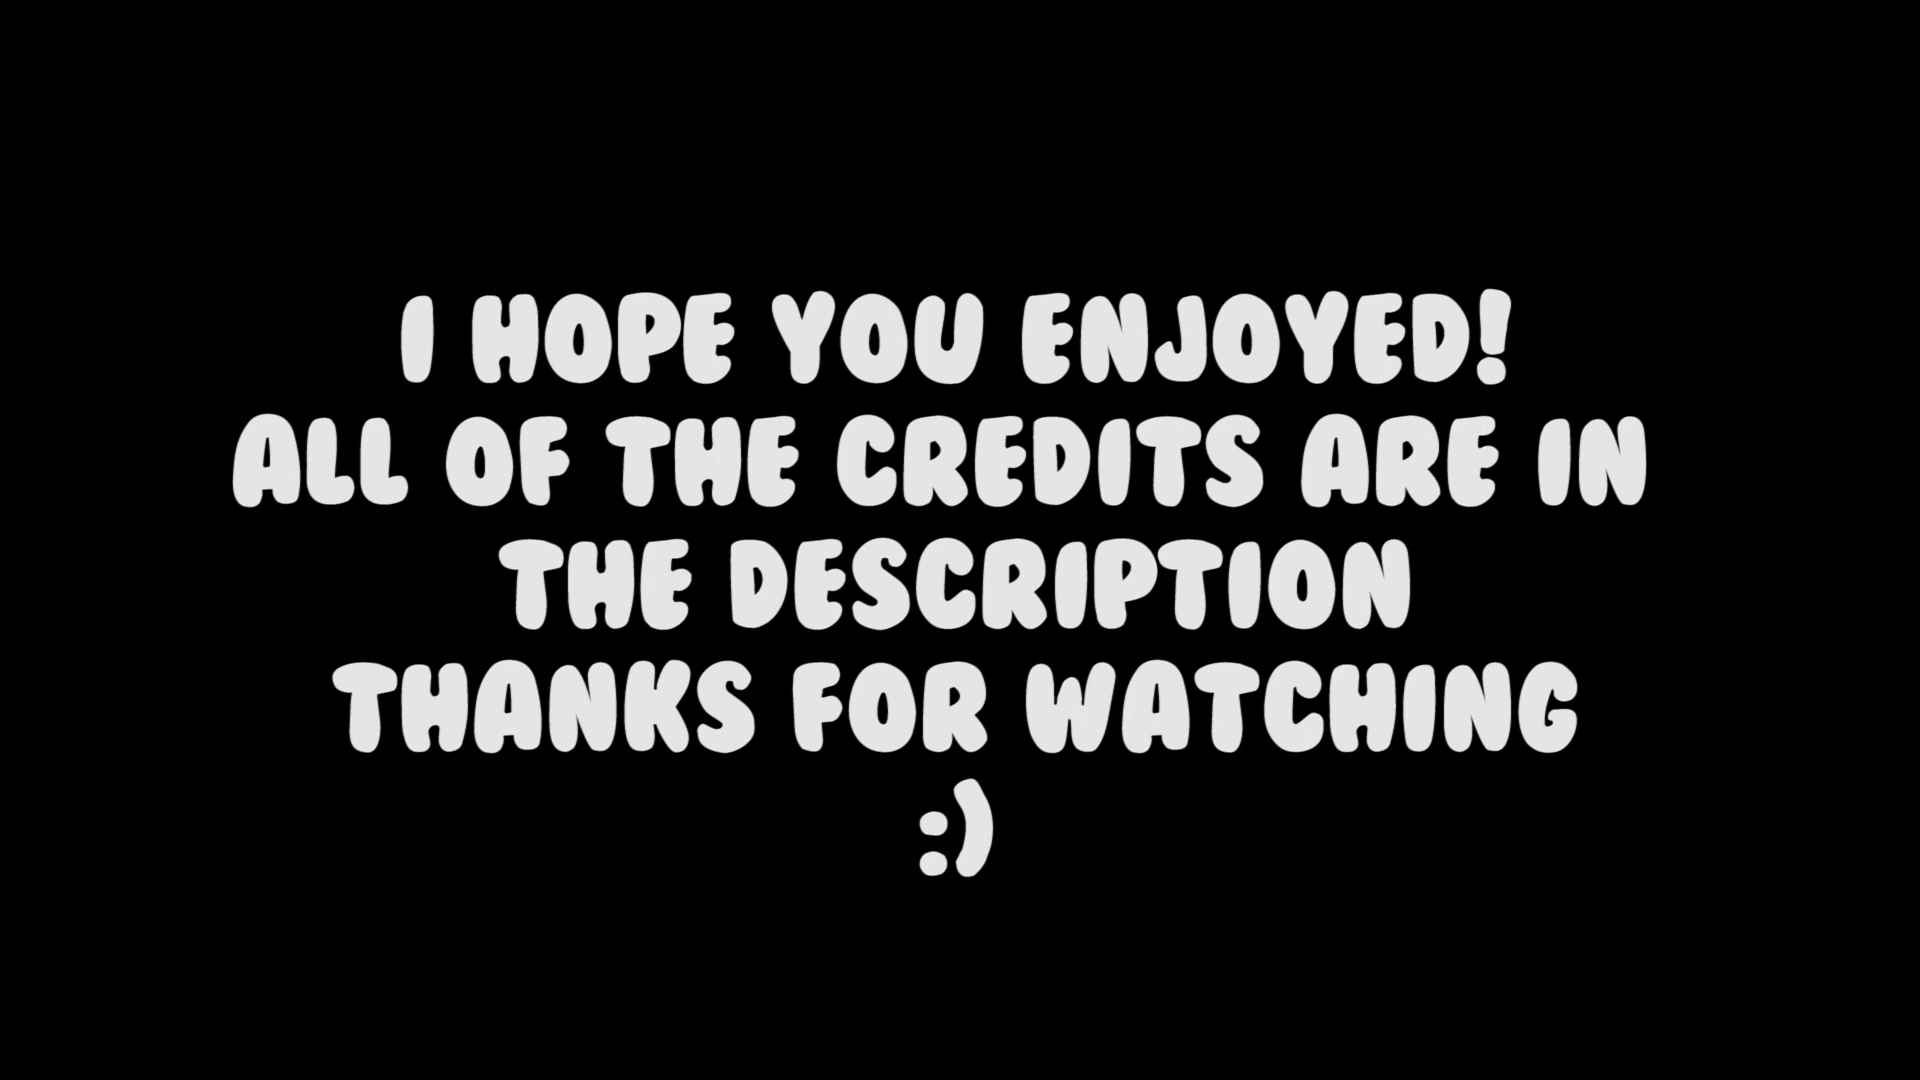 I HOPE YOU ENJOYED!
ALL OF THE CREDITS ARE IN
THE DESCRIPTION
THANKS FOR WATCHING
:)